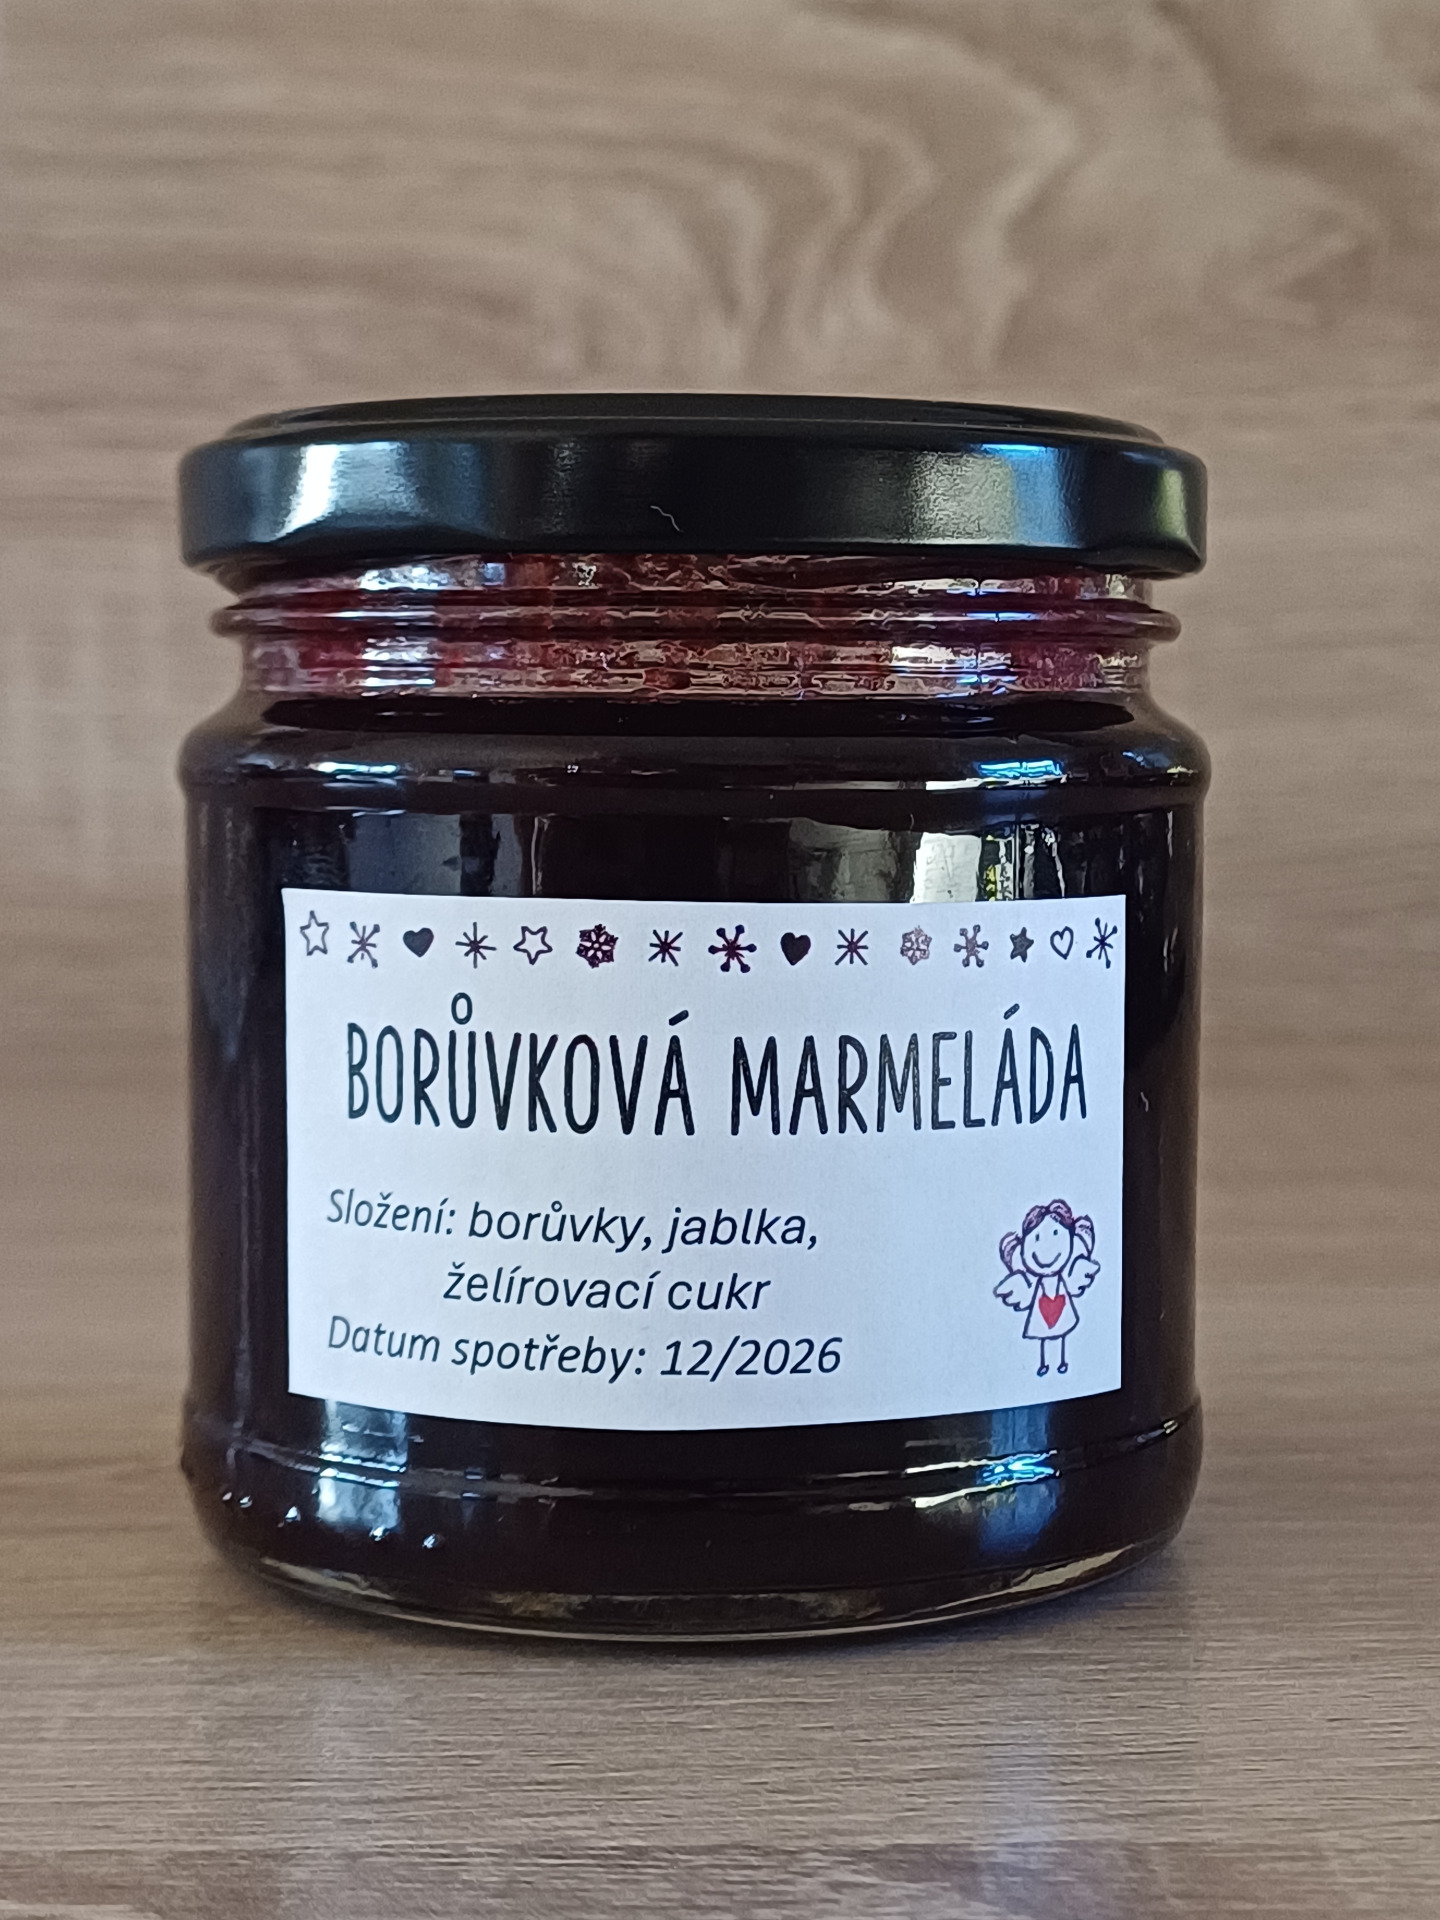 BORŮVKOVÁ MARMELÁDA
Složení: borůvky, jablka,
želírovací cukr
Datum spotřeby: 12/2026